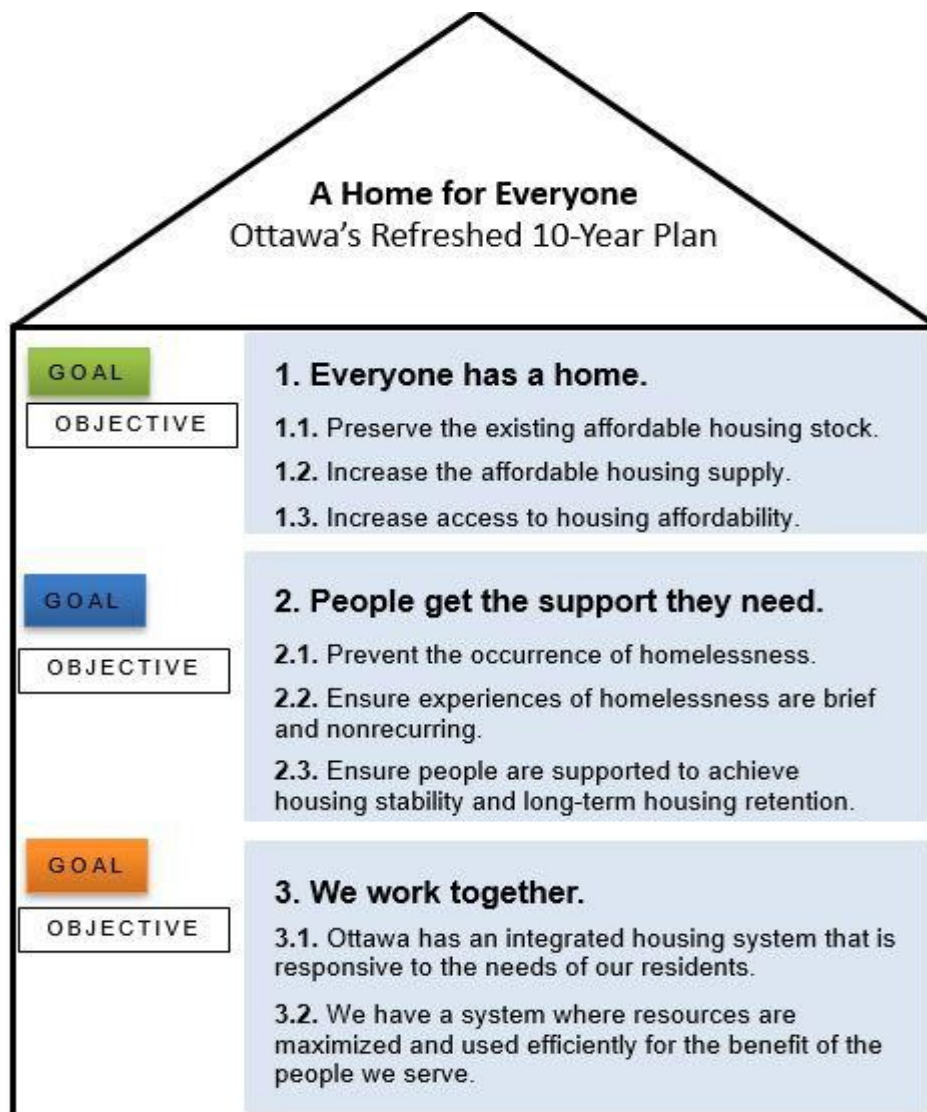 A Home for Everyone
Ottawa's Refreshed 10-Year Plan
GOAL
OBJECTIVE
1. Everyone has a home.
1.1. Preserve the existing affordable housing stock.
1.2. Increase the affordable housing supply.
1.3. Increase access to housing affordability.
GOAL
OBJECTIVE
2. People get the support they need.
2.1. Prevent the occurrence of homelessness.
2.2. Ensure experiences of homelessness are brief
and nonrecurring.
2.3. Ensure people are supported to achieve
housing stability and long-term housing retention.
GOAL
OBJECTIVE
3. We work together.
3.1. Ottawa has an integrated housing system that is
responsive to the needs of our residents.
3.2. We have a system where resources are
maximized and used efficiently for the benefit of the
people we serve.